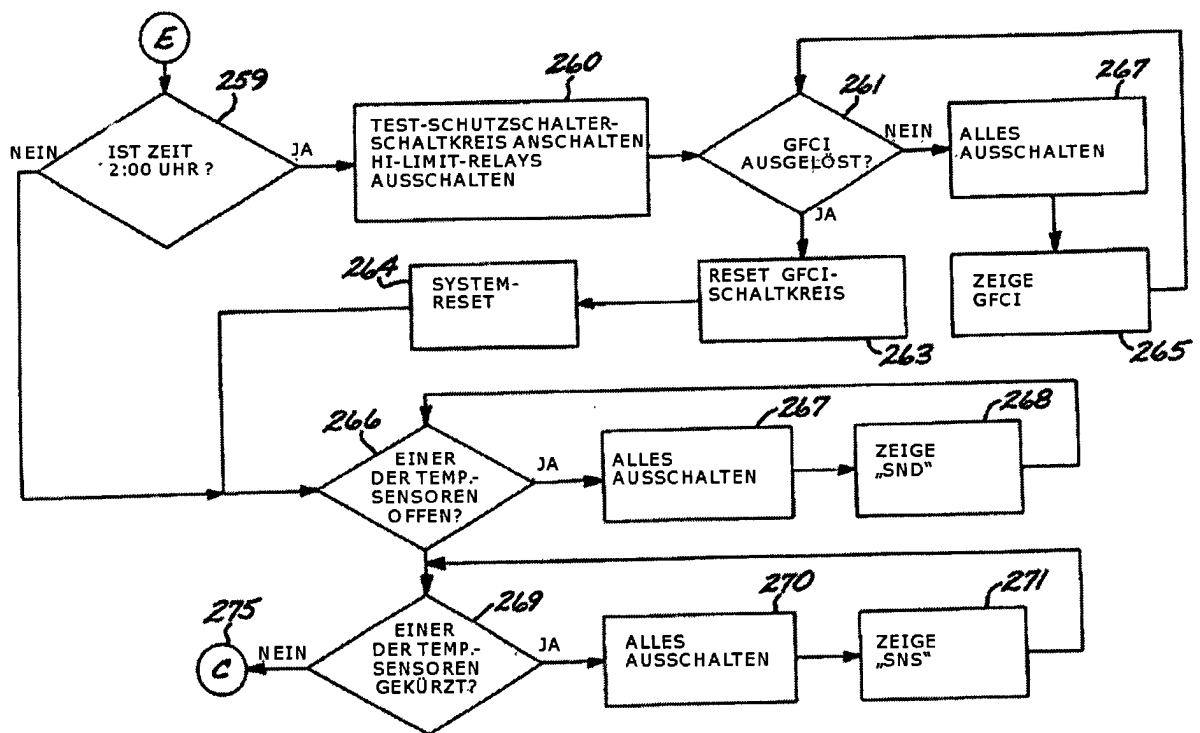 E
259
NEIN
IST ZEIT
2:00 UHR ?
JA
260
TEST-SCHUTZSCHALTER-
SCHALTKREIS ANSCHALTEN
HI-LIMIT-RELAYS
AUSSCHALTEN
261
GFCI
AUSGELÖST?
NEIN
JA
267
ALLES
AUSSCHALTEN
264
SYSTEM-
RESET
RESET GFCI-
SCHALTKREIS
263
ZEIGE
GFCI
265
266
EINER
DER TEMP.-
SENSOREN
OFFEN?
JA
267
ALLES
AUSSCHALTEN
268
ZEIGE
„SND“
275
C
NEIN
269
EINER
DER TEMP.-
SENSOREN
GEKÜRZT?
JA
270
ALLES
AUSSCHALTEN
271
ZEIGE
„SNS“